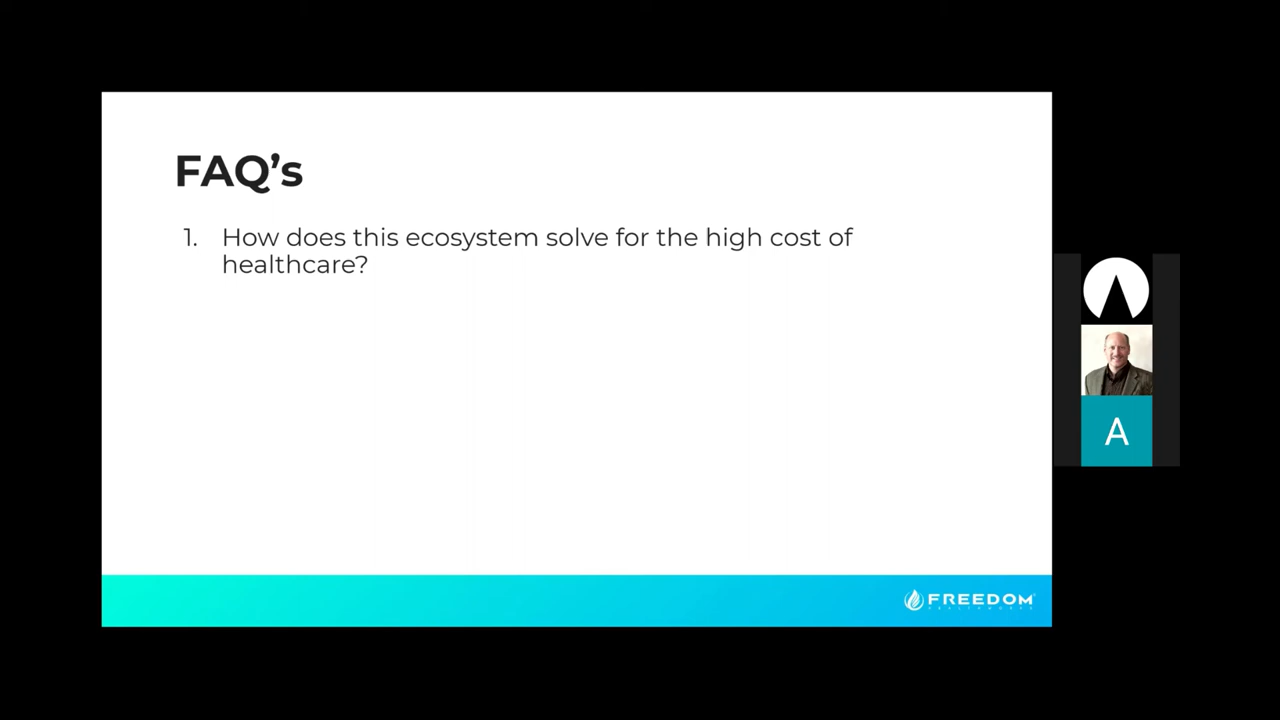 FAQ’s
1. How does this ecosystem solve for the high cost of
healthcare?
A
FREEDOM